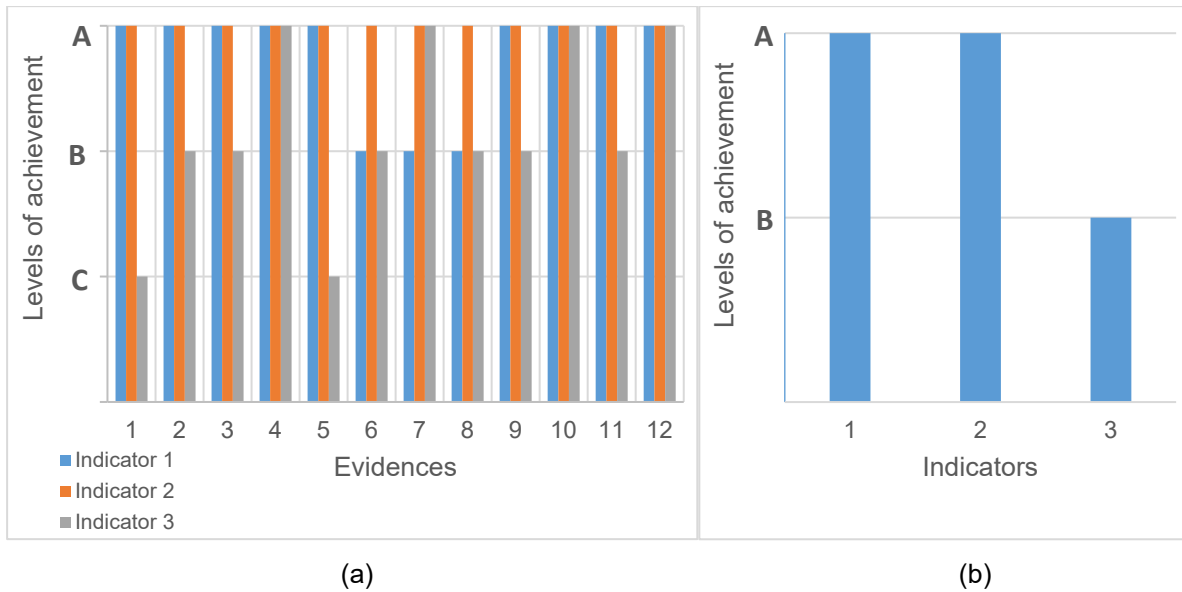 Levels of achievement
A
B
C
1 2 3 4 5 6 7 8 9 10 11 12
Evidences
Indicator 1
Indicator 2
Indicator 3
(a)
Levels of achievement
A
B
1 2 3
Indicators
(b)